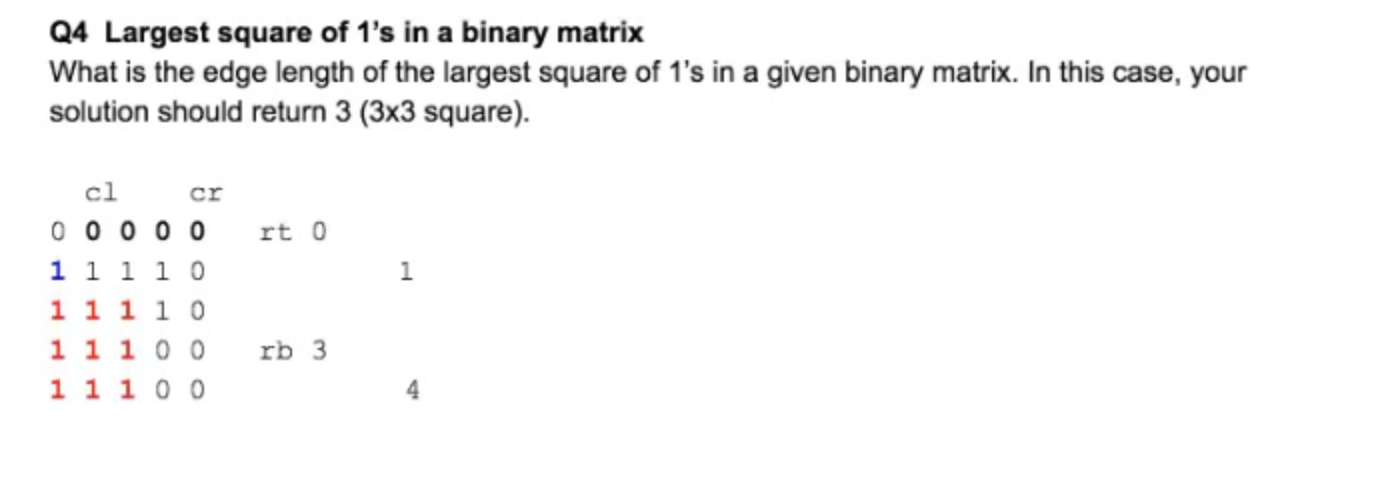 Q4 Largest square of 1's in a binary matrix
What is the edge length of the largest square of 1's in a given binary matrix. In this case, your
solution should return 3 (3x3 square).
cl cr
0 0 0 0 0 rt 0
1 1 1 1 0 1
1 1 1 1 0
1 1 1 0 0 rb 3
1 1 1 0 0 4